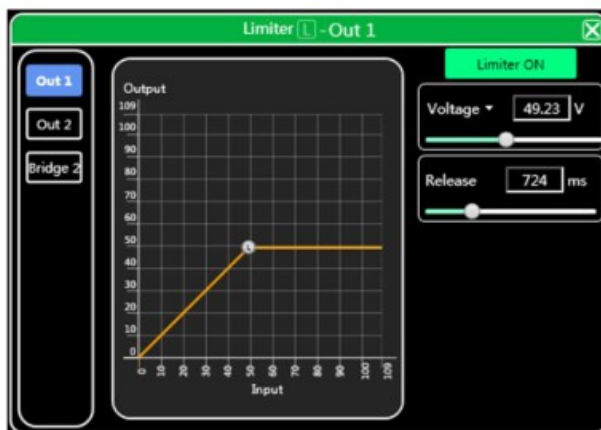 Limiter L - Out 1
Out 1
Out 2
Bridge 2
Output
109
100
90
80
70
60
50
40
30
20
10
0
L
0 10 20 30 40 50 60 70 80 90 100 109
Input
Limiter ON
Voltage 49.23 V
Release 724 ms